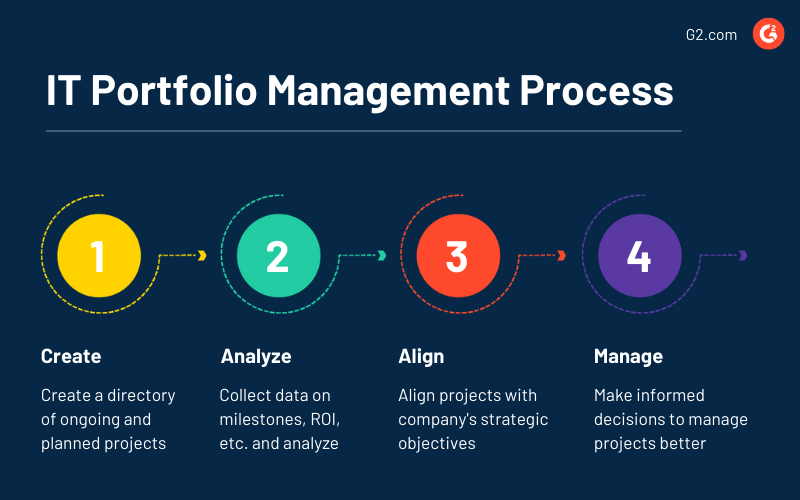 G2.com
G2
IT Portfolio Management Process
1
2
3
4
Create
Create a directory
of ongoing and
planned projects
Analyze
Collect data on
milestones, ROI,
etc. and analyze
Align
Align projects with
company's strategic
objectives
Manage
Make informed
decisions to manage
projects better